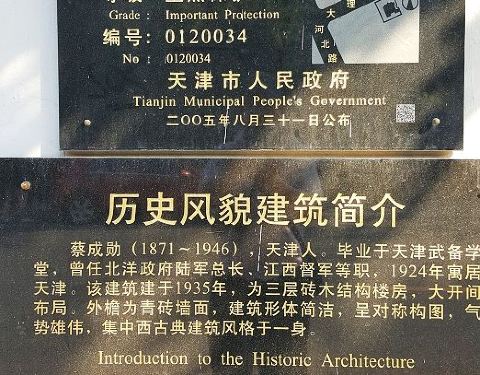 Grade : Important Protection
编号: 0120034
No : 0120034
天津市人民政府
Tianjin Municipal People's Government
二〇〇五年八月三十一日公布
理
大
河
北
路
历史风貌建筑简介
蔡成勋（1871～1946），天津人。毕业于天津武备学
堂，曾任北洋政府陆军总长、江西督军等职，1924年寓居
天津。该建筑建于1935年，为三层砖木结构楼房，大开间
布局。外檐为青砖墙面，建筑形体简洁，呈对称构图，气
势雄伟，集中西古典建筑风格于一身。
Introduction to the Historic Architecture